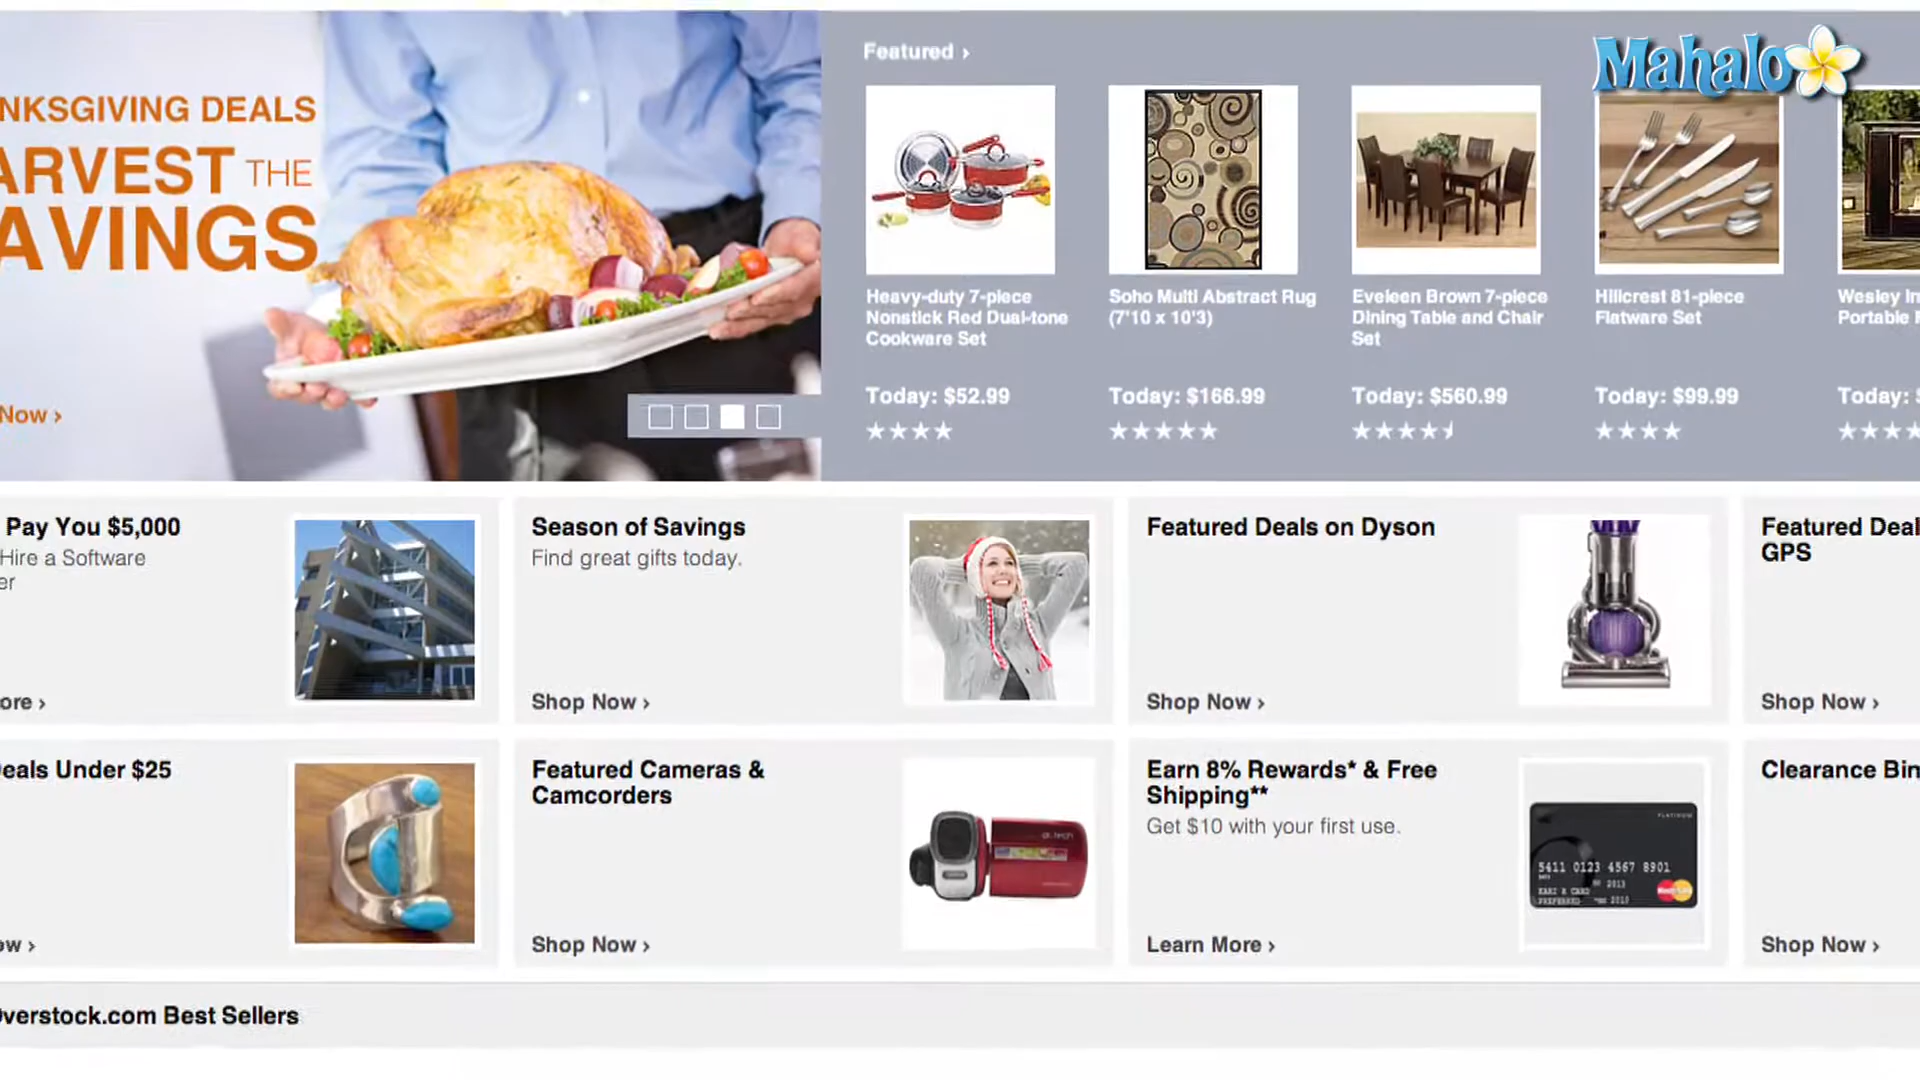 Mahalo
NKSGIVING DEALS
ARVEST THE
AVINGS
Now ›
Featured ›
Heavy-duty 7-piece
Nonstick Red Dual-tone
Cookware Set
Today: $52.99
Soho Multi Abstract Rug
(7'10 x 10'3)
Today: $166.99
Eveleen Brown 7-piece
Dining Table and Chair
Set
Today: $560.99
Hillcrest 81-piece
Flatware Set
Today: $99.99
Wesley In
Portable
Today: $
Pay You $5,000
Hire a Software
er
ore ›
Season of Savings
Find great gifts today.
Shop Now ›
Featured Deals on Dyson
Shop Now ›
Featured Deal
GPS
Shop Now ›
eals Under $25
ow ›
Featured Cameras &
Camcorders
Shop Now ›
Earn 8% Rewards* & Free
Shipping**
Get $10 with your first use.
Learn More ›
PLATINUM
5411 0123 4567 8901
Clearance Bin
Shop Now ›
Overstock.com Best Sellers